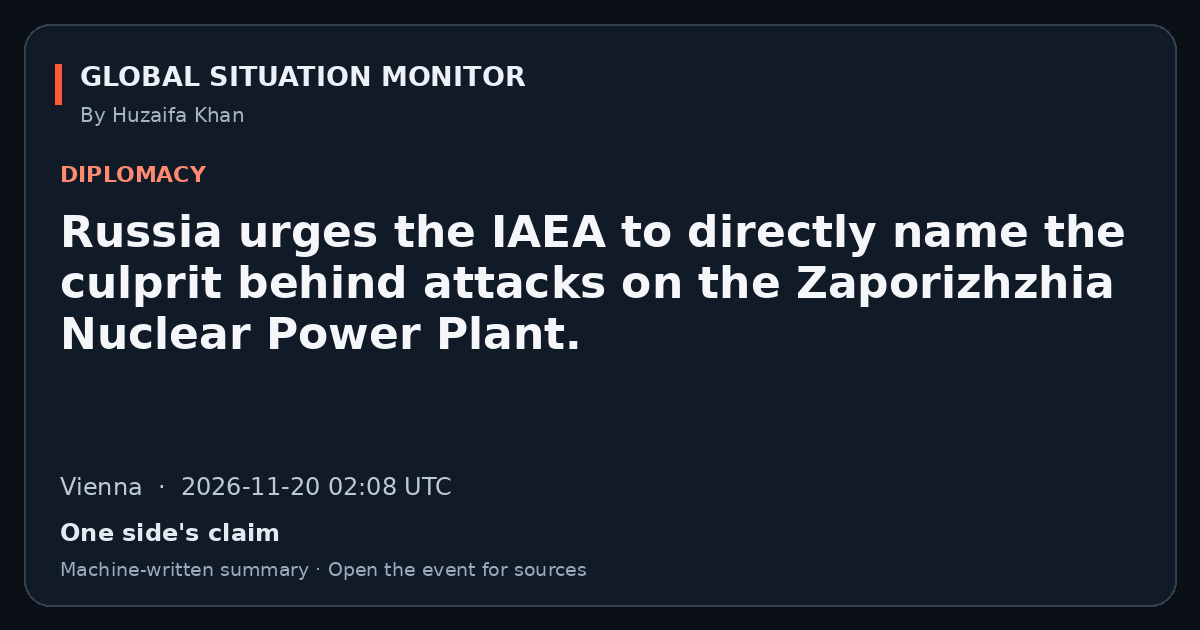 GLOBAL SITUATION MONITOR
By Huzaifa Khan
DIPLOMACY
Russia urges the IAEA to directly name the
culprit behind attacks on the Zaporizhzhia
Nuclear Power Plant.
Vienna · 2026-11-20 02:08 UTC
One side's claim
Machine-written summary · Open the event for sources